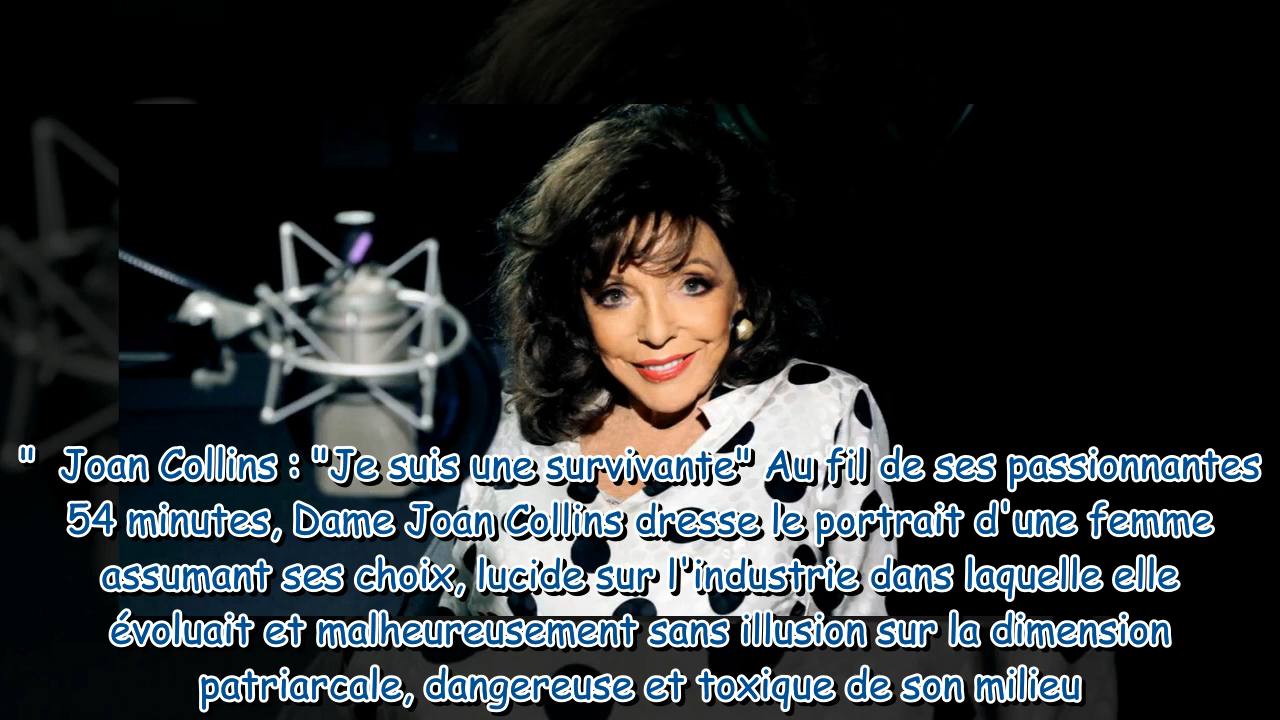 "  Joan Collins : "Je suis une survivante" Au fil de ses passionnantes
54 minutes, Dame Joan Collins dresse le portrait d'une femme
assumant ses choix, lucide sur l'industrie dans laquelle elle
évoluait et malheureusement sans illusion sur la dimension
patriarcale, dangereuse et toxique de son milieu